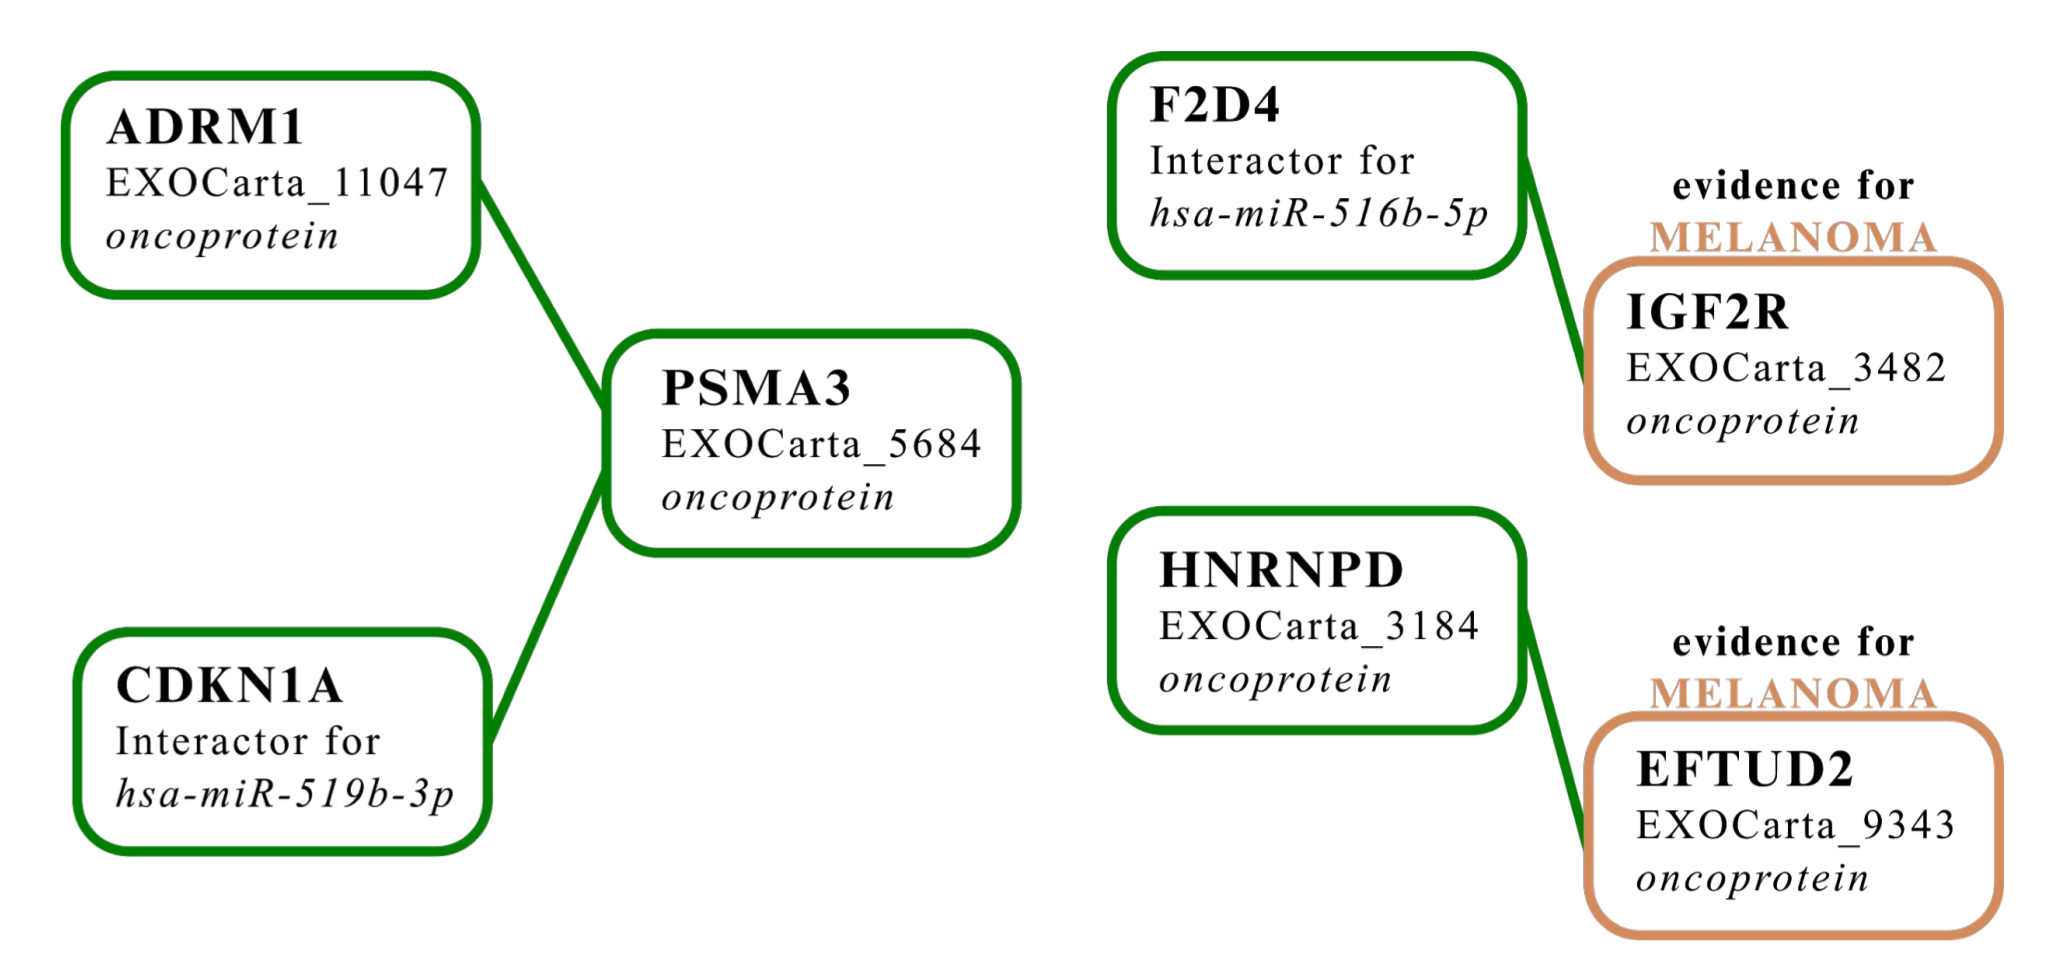 ADRM1
EXOCarta_11047
oncoprotein
PSMA3
EXOCarta_5684
oncoprotein
CDKN1A
Interactor for
hsa-miR-519b-3p
F2D4
Interactor for
hsa-miR-516b-5p
evidence for
MELANOMA
IGF2R
EXOCarta_3482
oncoprotein
HNRNPD
EXOCarta_3184
oncoprotein
evidence for
MELANOMA
EFTUD2
EXOCarta_9343
oncoprotein